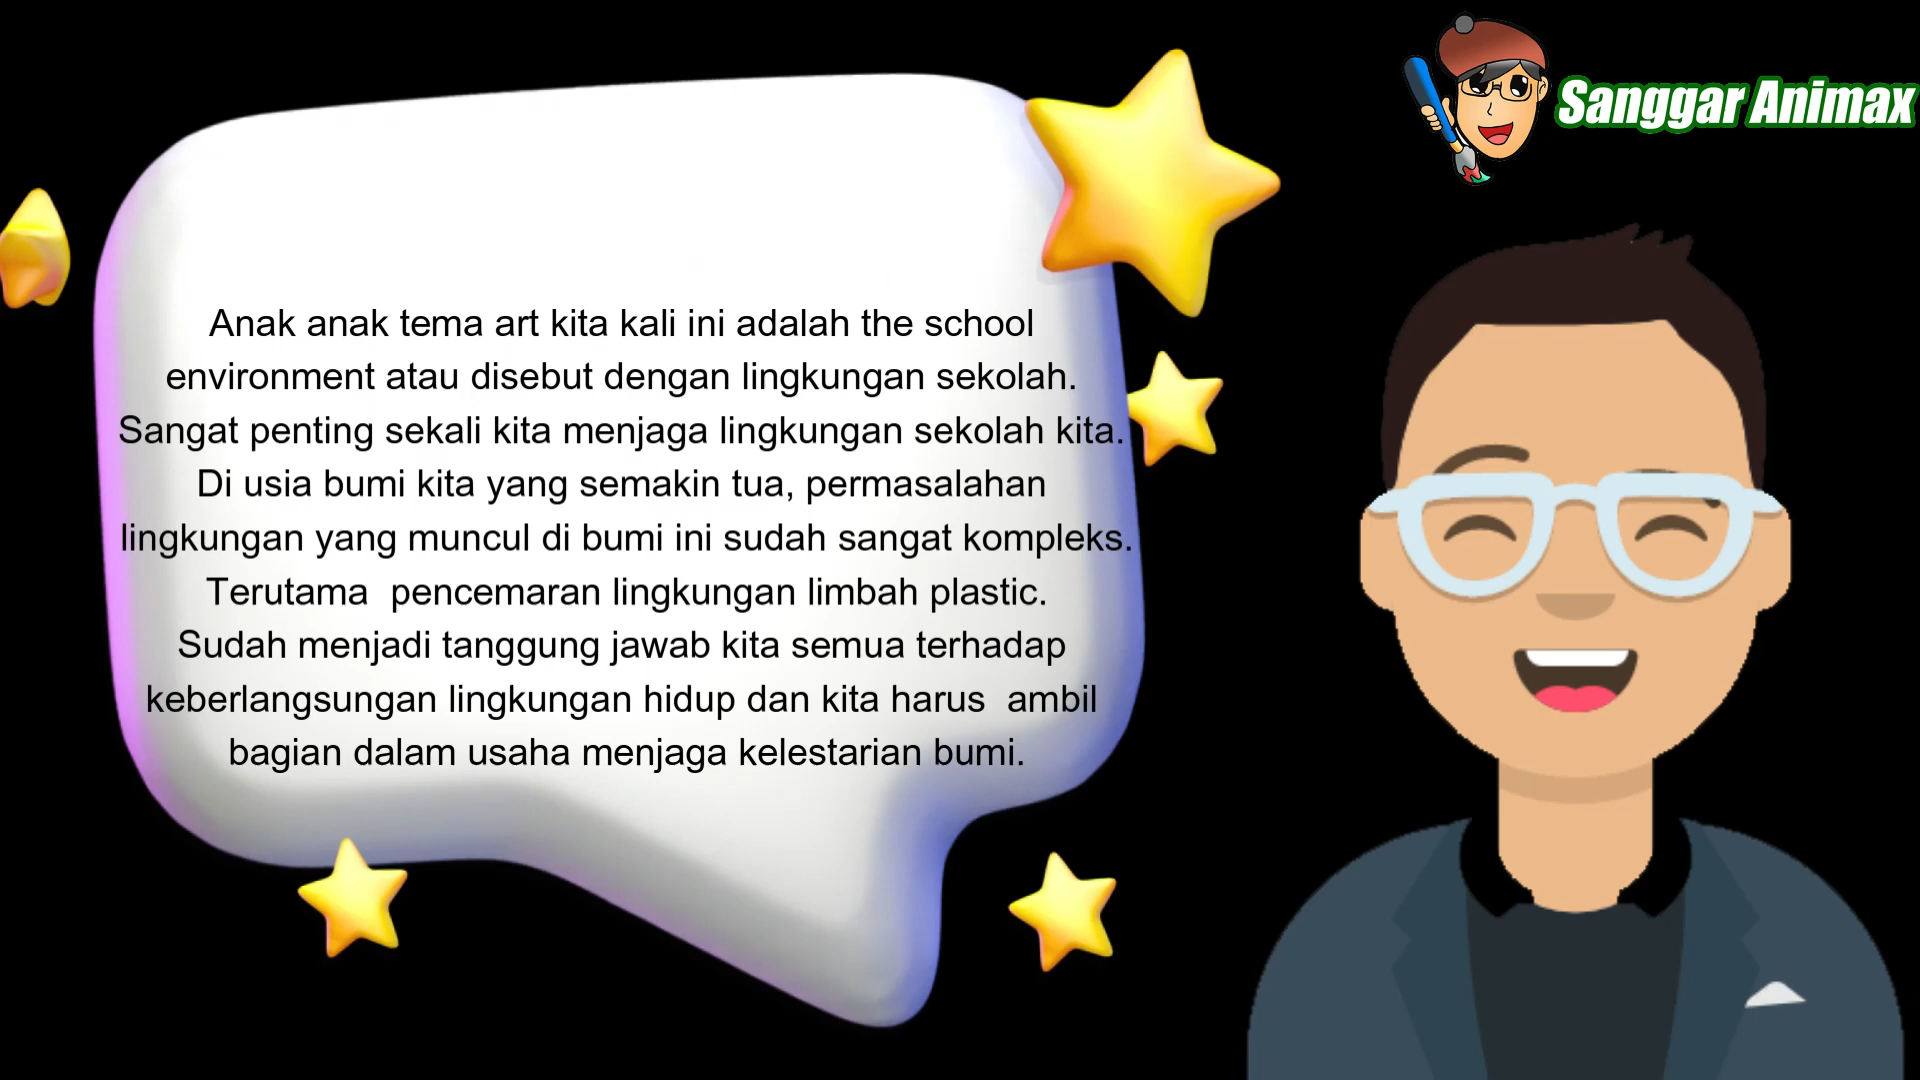 Sanggar Animax
Anak anak tema art kita kali ini adalah the school
environment atau disebut dengan lingkungan sekolah.
Sangat penting sekali kita menjaga lingkungan sekolah kita.
Di usia bumi kita yang semakin tua, permasalahan
lingkungan yang muncul di bumi ini sudah sangat kompleks.
Terutama  pencemaran lingkungan limbah plastic.
Sudah menjadi tanggung jawab kita semua terhadap
keberlangsungan lingkungan hidup dan kita harus  ambil
bagian dalam usaha menjaga kelestarian bumi.